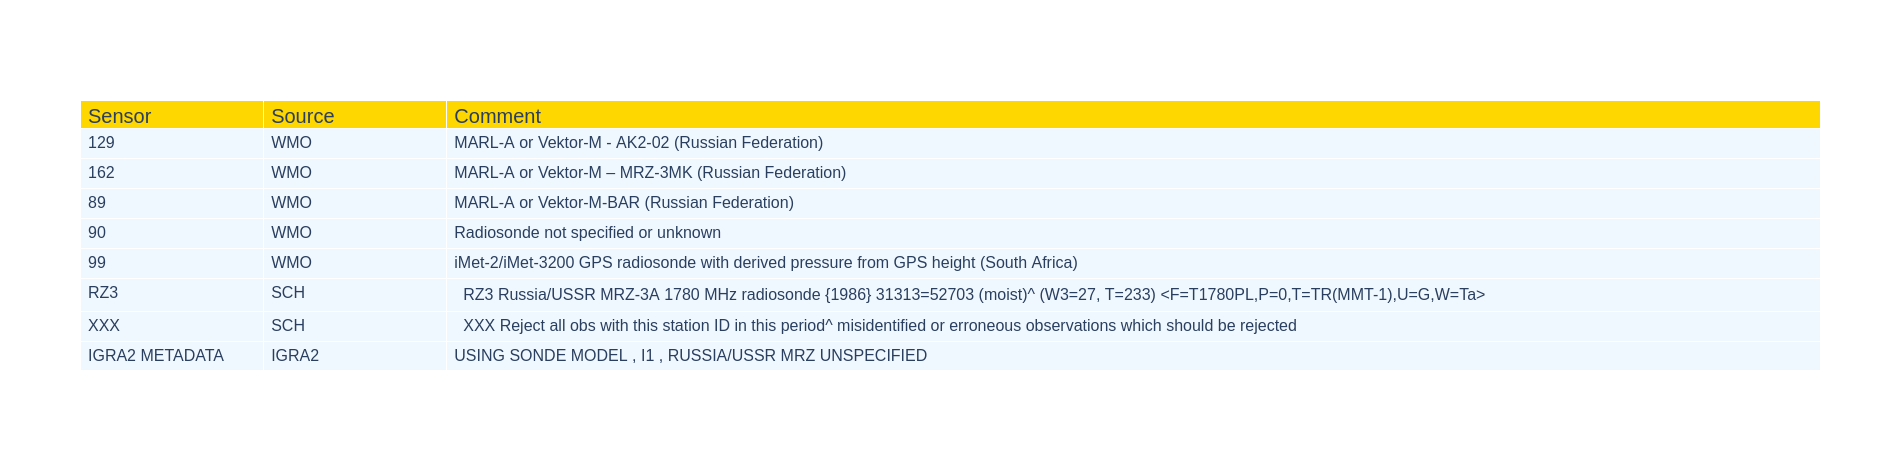 Sensor Source Comment
129 WMO MARL-A or Vektor-M - AK2-02 (Russian Federation)
162 WMO MARL-A or Vektor-M – MRZ-3MK (Russian Federation)
89 WMO MARL-A or Vektor-M-BAR (Russian Federation)
90 WMO Radiosonde not specified or unknown
99 WMO iMet-2/iMet-3200 GPS radiosonde with derived pressure from GPS height (South Africa)
RZ3 SCH RZ3 Russia/USSR MRZ-3A 1780 MHz radiosonde {1986} 31313=52703 (moist)^ (W3=27, T=233) <F=T1780PL,P=0,T=TR(MMT-1),U=G,W=Ta>
XXX SCH XXX Reject all obs with this station ID in this period^ misidentified or erroneous observations which should be rejected
IGRA2 METADATA IGRA2 USING SONDE MODEL , I1 , RUSSIA/USSR MRZ UNSPECIFIED